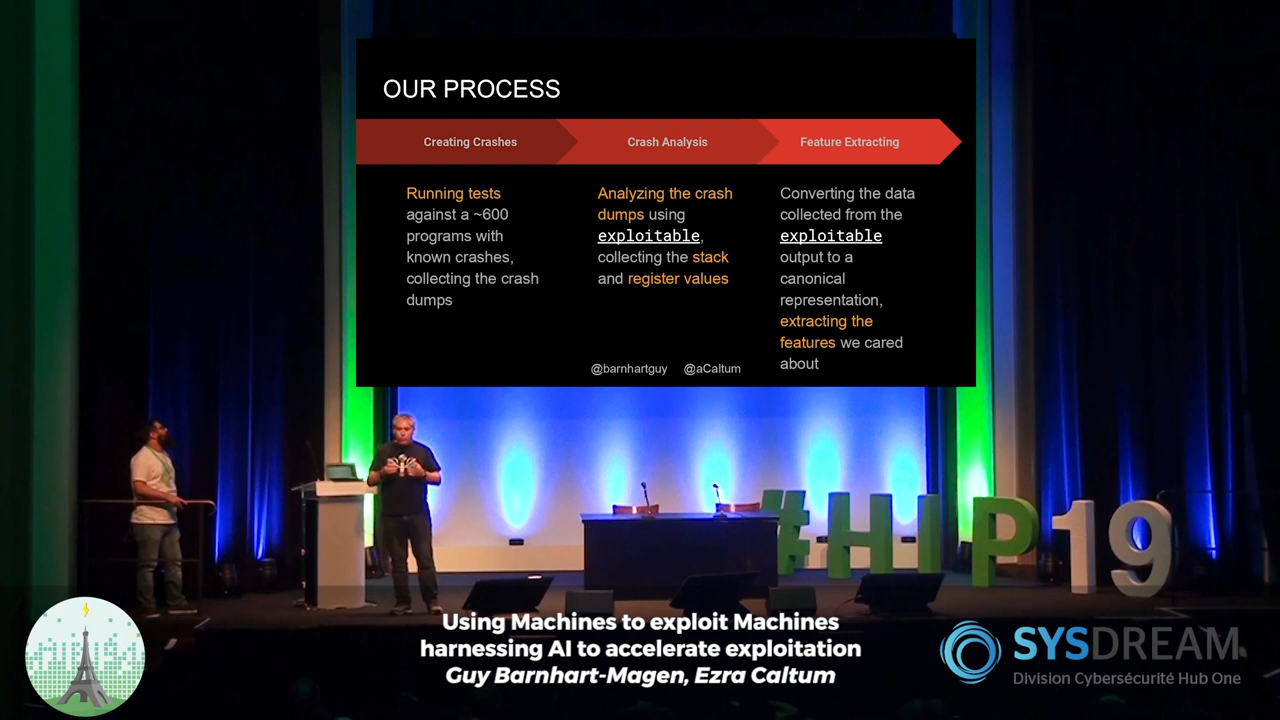 OUR PROCESS
Creating Crashes
Crash Analysis
Feature Extracting
Running tests
against a ~600
programs with
known crashes,
collecting the crash
dumps
Analyzing the crash
dumps using
exploitable,
collecting the stack
and register values
Converting the data
collected from the
exploitable
output to a
canonical
representation,
extracting the
features we cared
about
@barnhartguy @aCaltum
#HIP19
Using Machines to exploit Machines
harnessing AI to accelerate exploitation
Guy Barnhart-Magen, Ezra Caltum
SYSDREAM
Division Cybersécurité Hub One